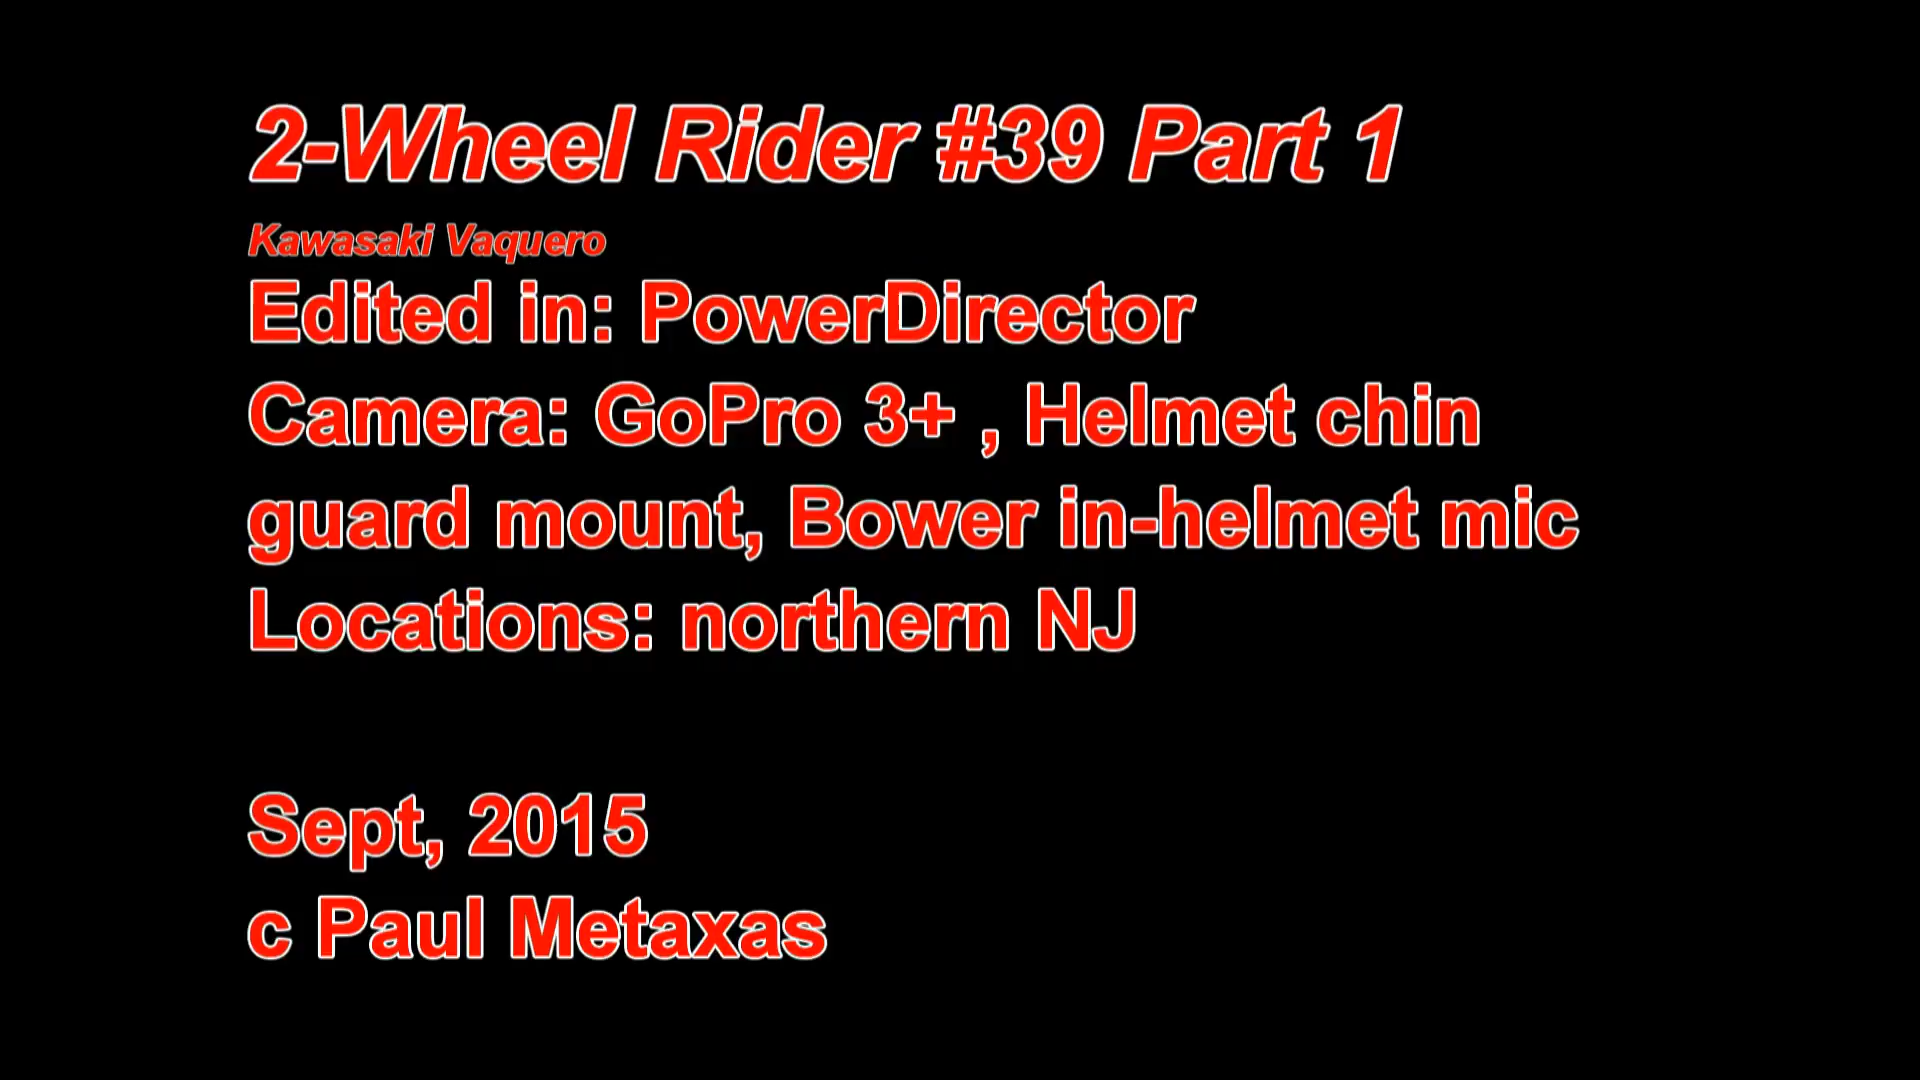 2-Wheel Rider #39 Part 1
Kawasaki Vaquero
Edited in: PowerDirector
Camera: GoPro 3+ , Helmet chin
guard mount, Bower in-helmet mic
Locations: northern NJ
Sept, 2015
c Paul Metaxas